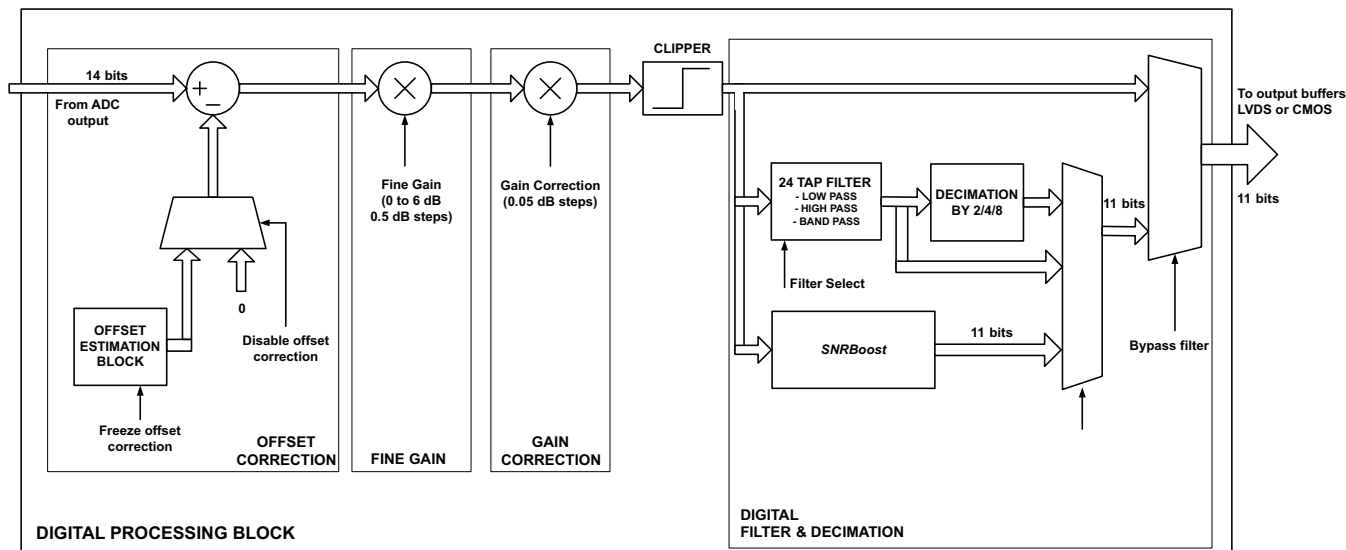 CLIPPER
14 bits
From ADC
output
+
−
To output buffers
LVDS or CMOS
11 bits
Fine Gain
(0 to 6 dB
0.5 dB steps)
Gain Correction
(0.05 dB steps)
24 TAP FILTER
- LOW PASS
- HIGH PASS
- BAND PASS
DECIMATION
BY 2/4/8
11 bits
Filter Select
0
OFFSET
ESTIMATION
BLOCK
Disable offset
correction
SNRBoost
11 bits
Bypass filter
Freeze offset
correction
OFFSET
CORRECTION
FINE GAIN
GAIN
CORRECTION
DIGITAL PROCESSING BLOCK
DIGITAL
FILTER & DECIMATION